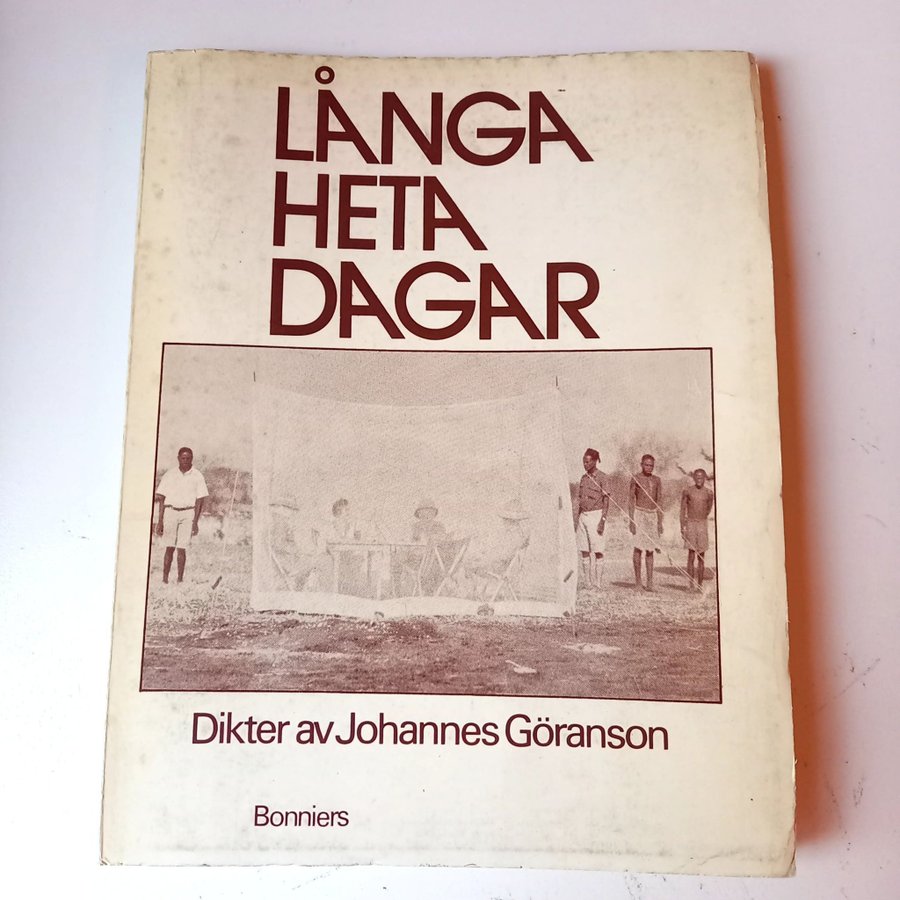 LÅNGA
HETA
DAGAR
Dikter av Johannes Göranson
Bonniers